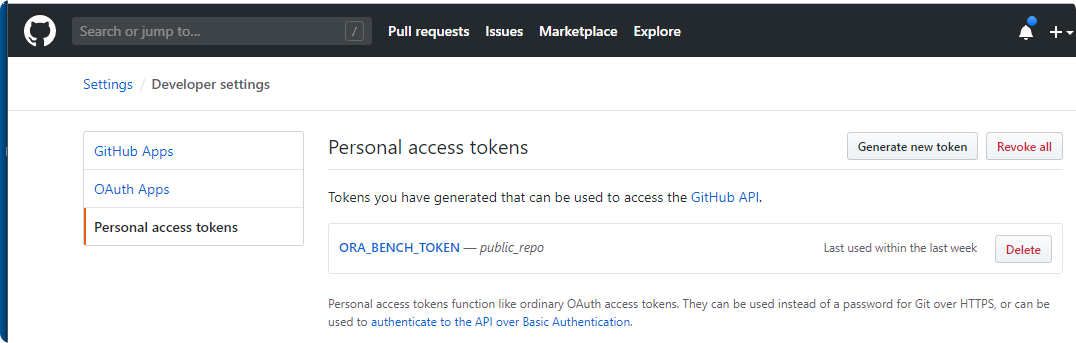 Search or jump to... /
Pull requests Issues Marketplace Explore
Settings / Developer settings
GitHub Apps
OAuth Apps
Personal access tokens
Personal access tokens
Generate new token
Revoke all
Tokens you have generated that can be used to access the GitHub API.
ORA_BENCH_TOKEN — public_repo
Last used within the last week
Delete
Personal access tokens function like ordinary OAuth access tokens. They can be used instead of a password for Git over HTTPS, or can be
used to authenticate to the API over Basic Authentication.